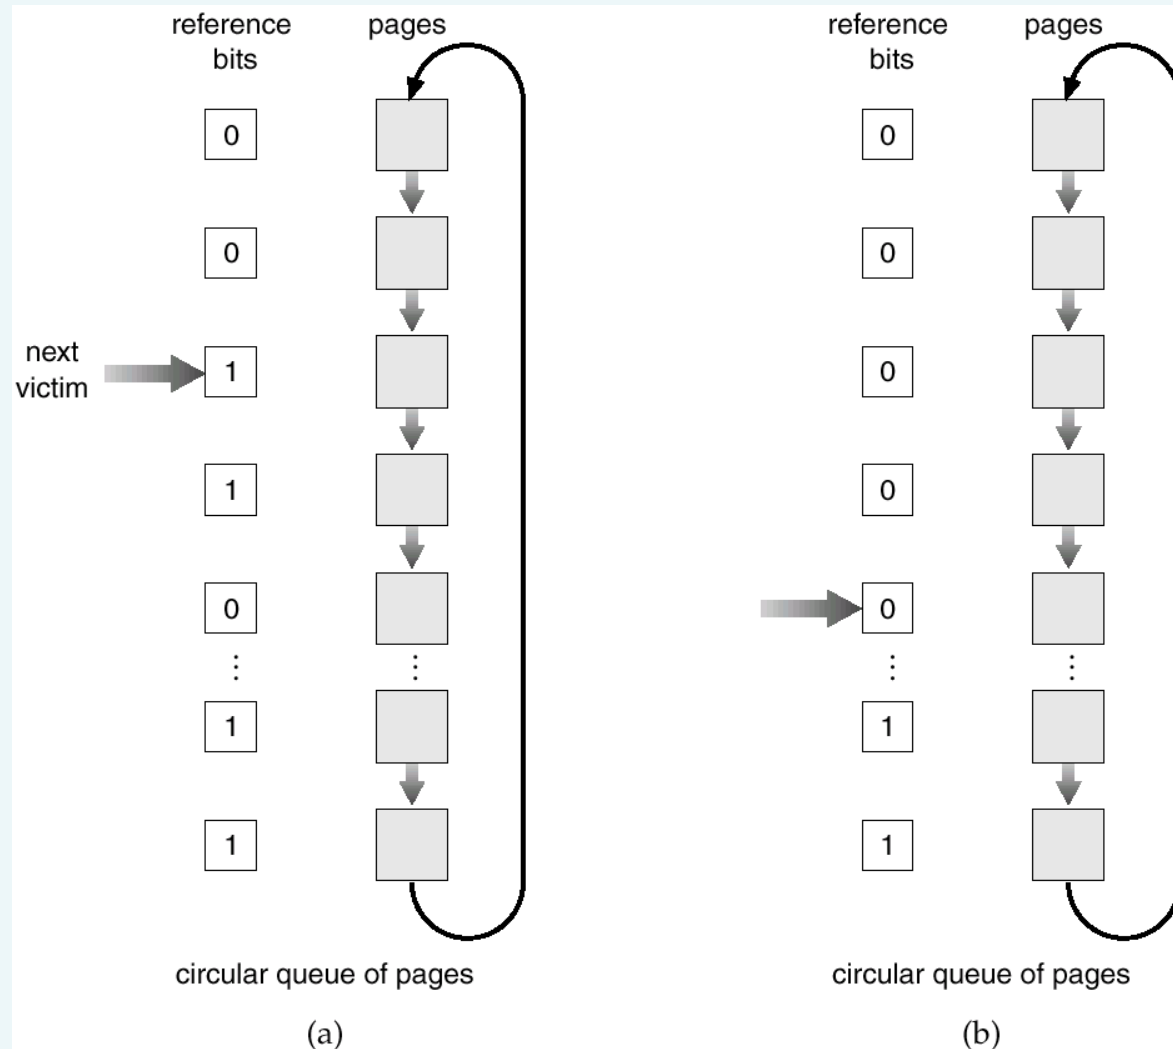 reference bits
pages
0
0
next victim
1
1
0
⋮ ⋮
1
1
circular queue of pages
(a)
reference bits
pages
0
0
0
0
0
⋮ ⋮
1
1
circular queue of pages
(b)